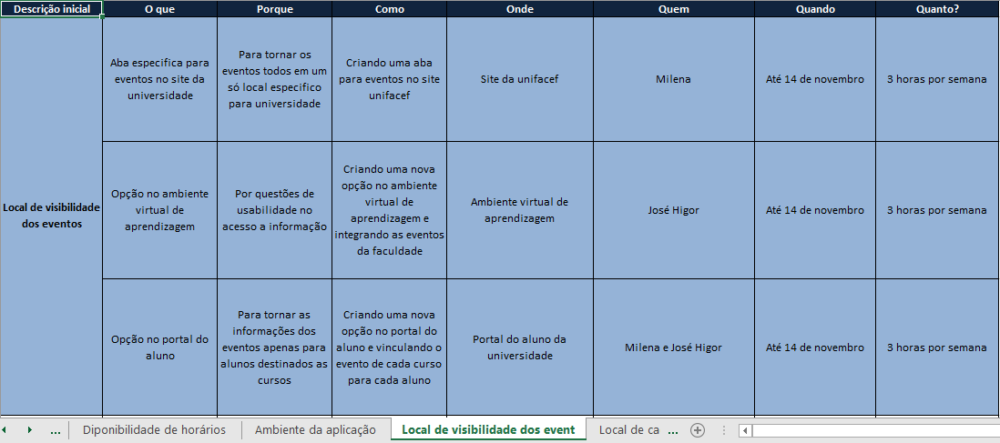 Descrição inicial
O que
Porque
Como
Onde
Quem
Quando
Quanto?
Local de visibilidade
dos eventos
Aba especifica para
eventos no site da
universidade
Para tornar os
eventos todos em um
só local especifico
para universidade
Criando uma aba
para eventos no site
unifacef
Site da unifacef
Milena
Até 14 de novembro
3 horas por semana
Opção no ambiente
virtual de
aprendizagem
Por questões de
usabilidade no
acesso a informação
Criando uma nova
opção no ambiente
virtual de
aprendizagem e
integrando as eventos
da faculdade
Ambiente virtual de
aprendizagem
José Higor
Até 14 de novembro
3 horas por semana
Opção no portal do
aluno
Para tornar as
informações dos
eventos apenas para
alunos destinados as
cursos
Criando uma nova
opção no portal do
aluno e vinculando o
evento de cada curso
para cada aluno
Portal do aluno da
universidade
Milena e José Higor
Até 14 de novembro
3 horas por semana
...
Diponibilidade de horários
Ambiente da aplicação
Local de visibilidade dos event
Local de ca
...